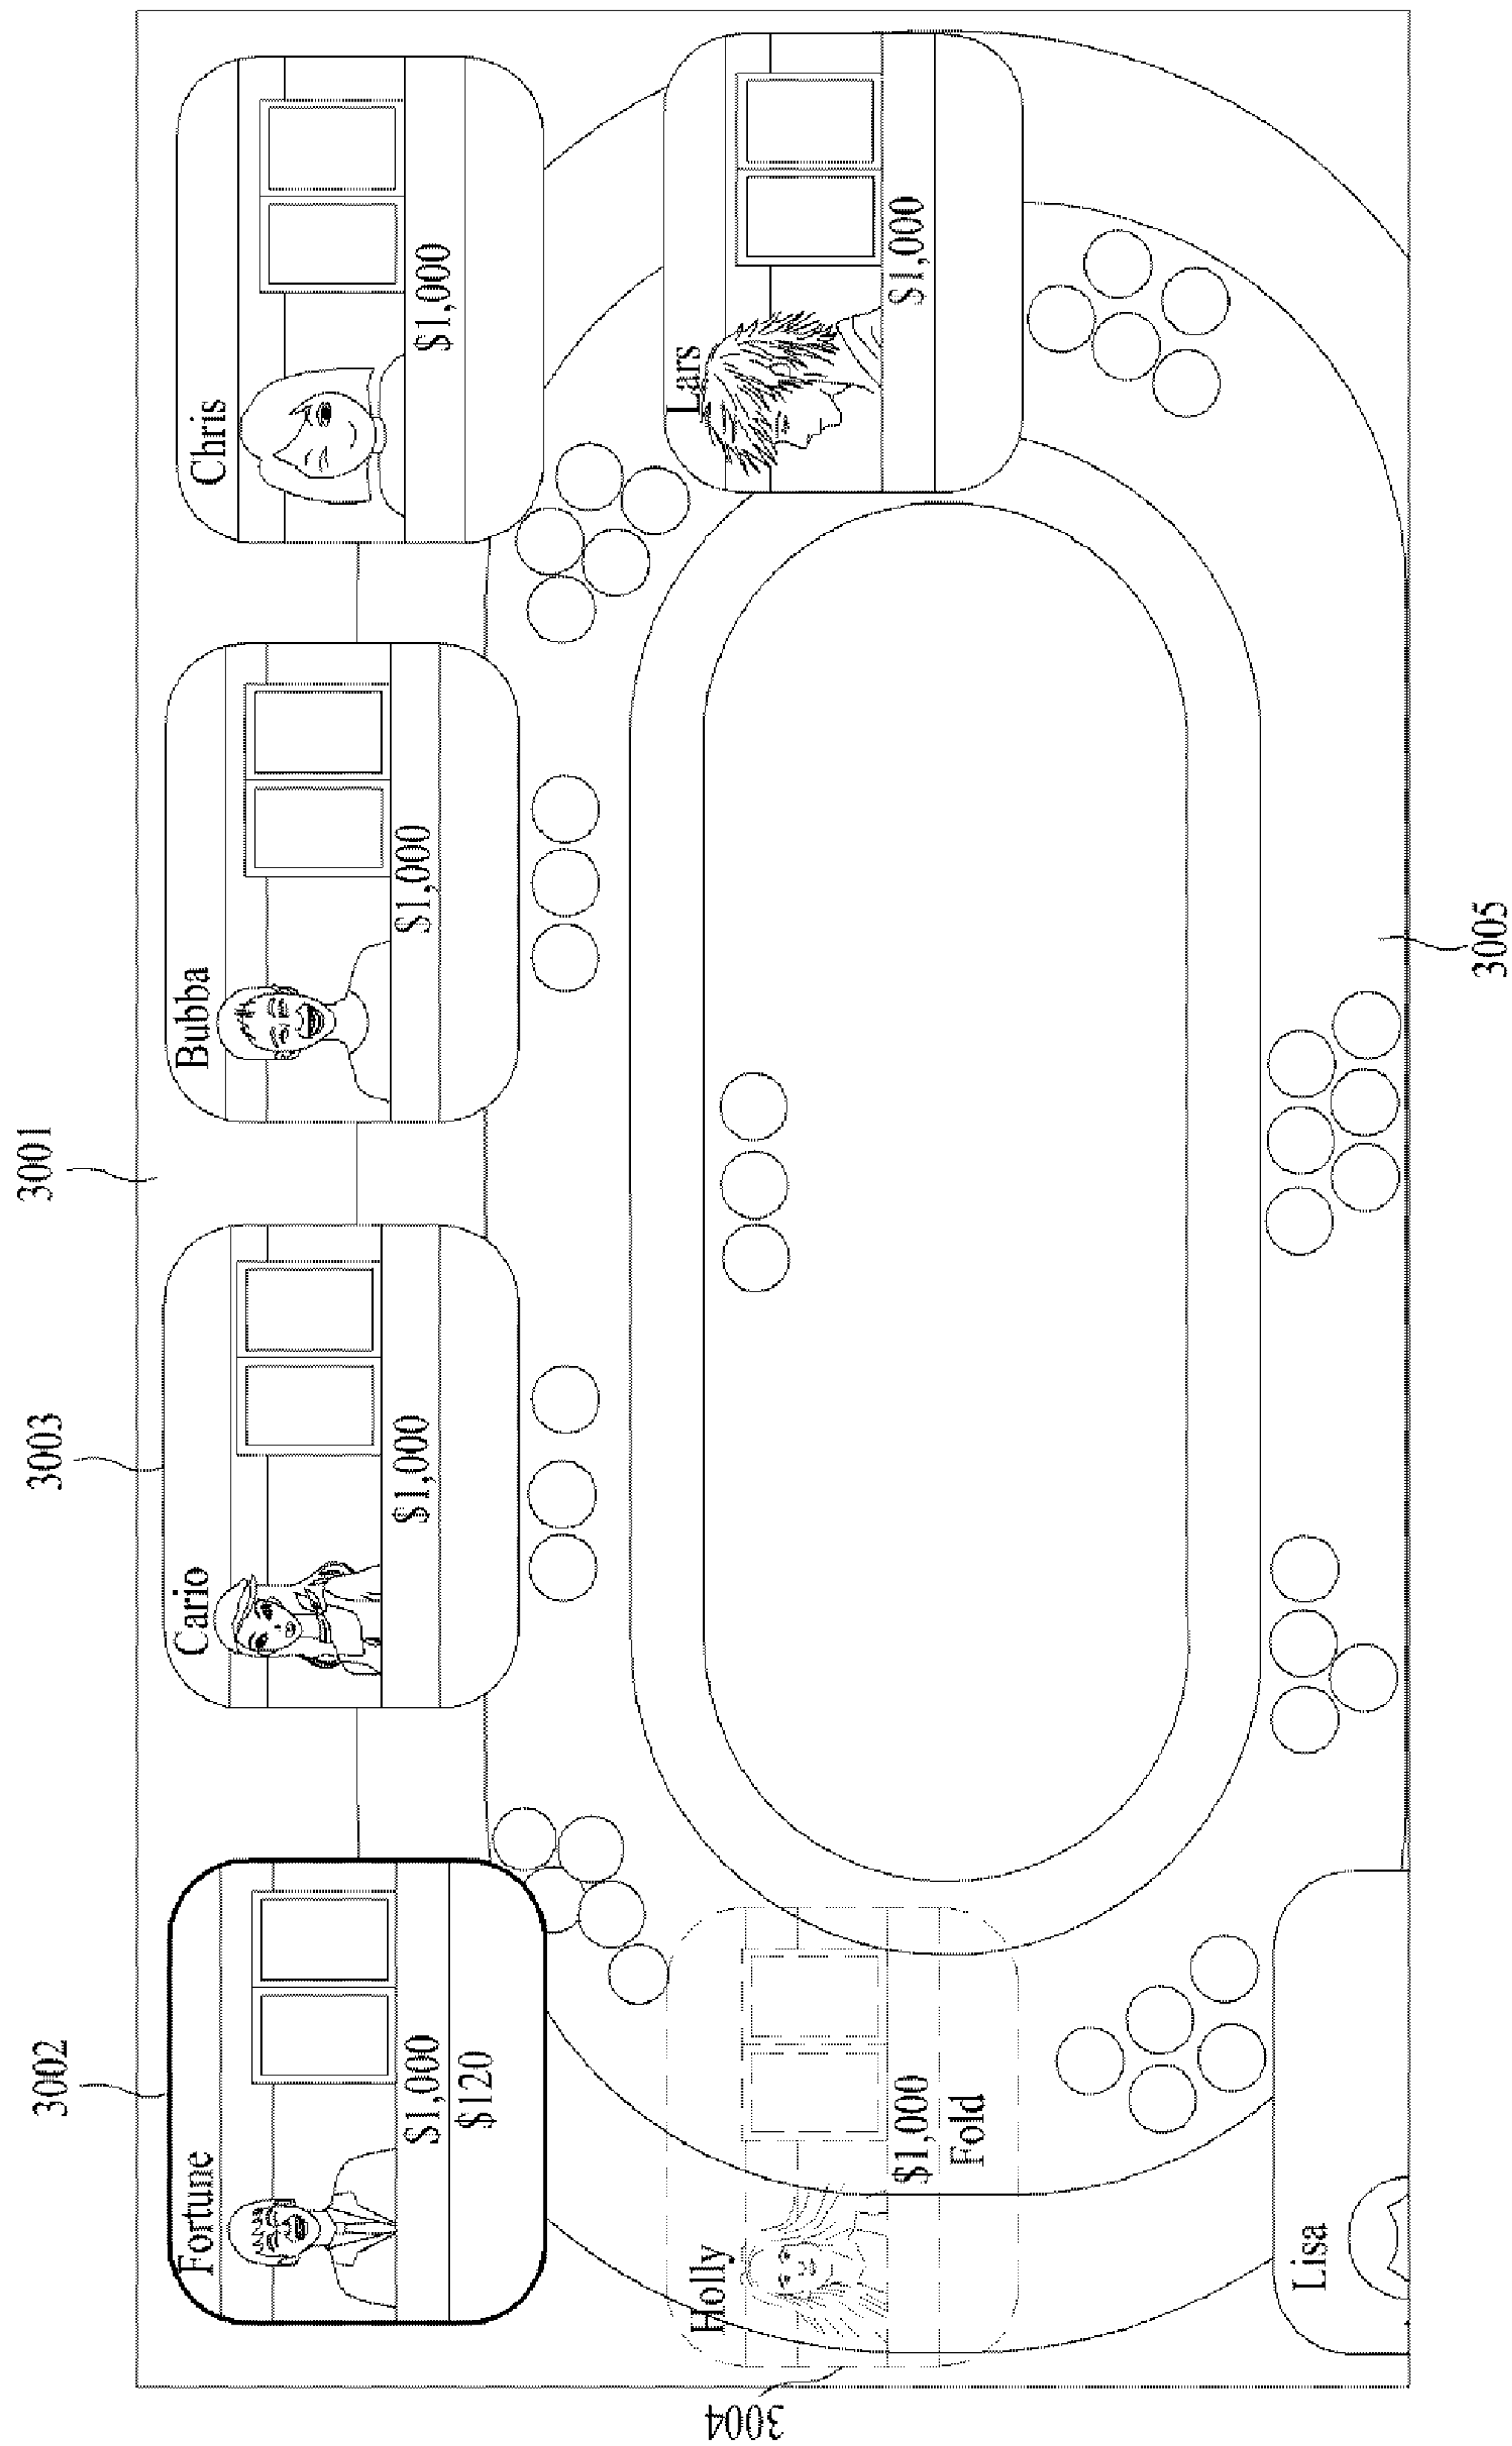 3001
3002
3003
Fortune
$1,000
$120
Cario
$1,000
Bubba
$1,000
Chris
$1,000
Holly
$1,000
Fold
Lars
$1,000
3004
Lisa
3005